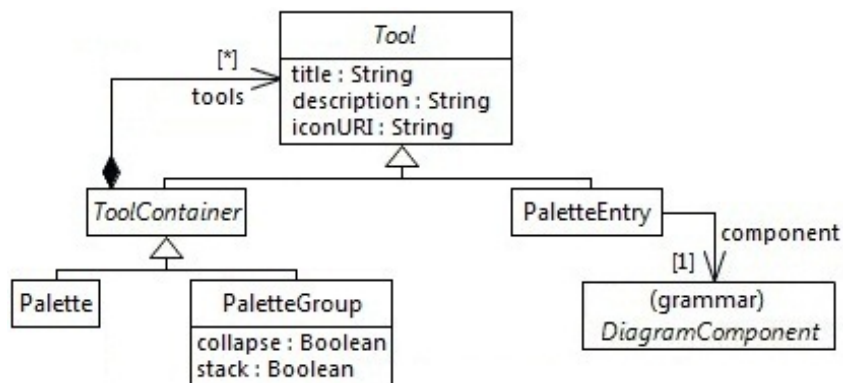 Tool
title : String
description : String
iconURI : String
[*]
tools
ToolContainer
PaletteEntry
component
[1]
Palette
PaletteGroup
collapse : Boolean
stack : Boolean
(grammar)
DiagramComponent